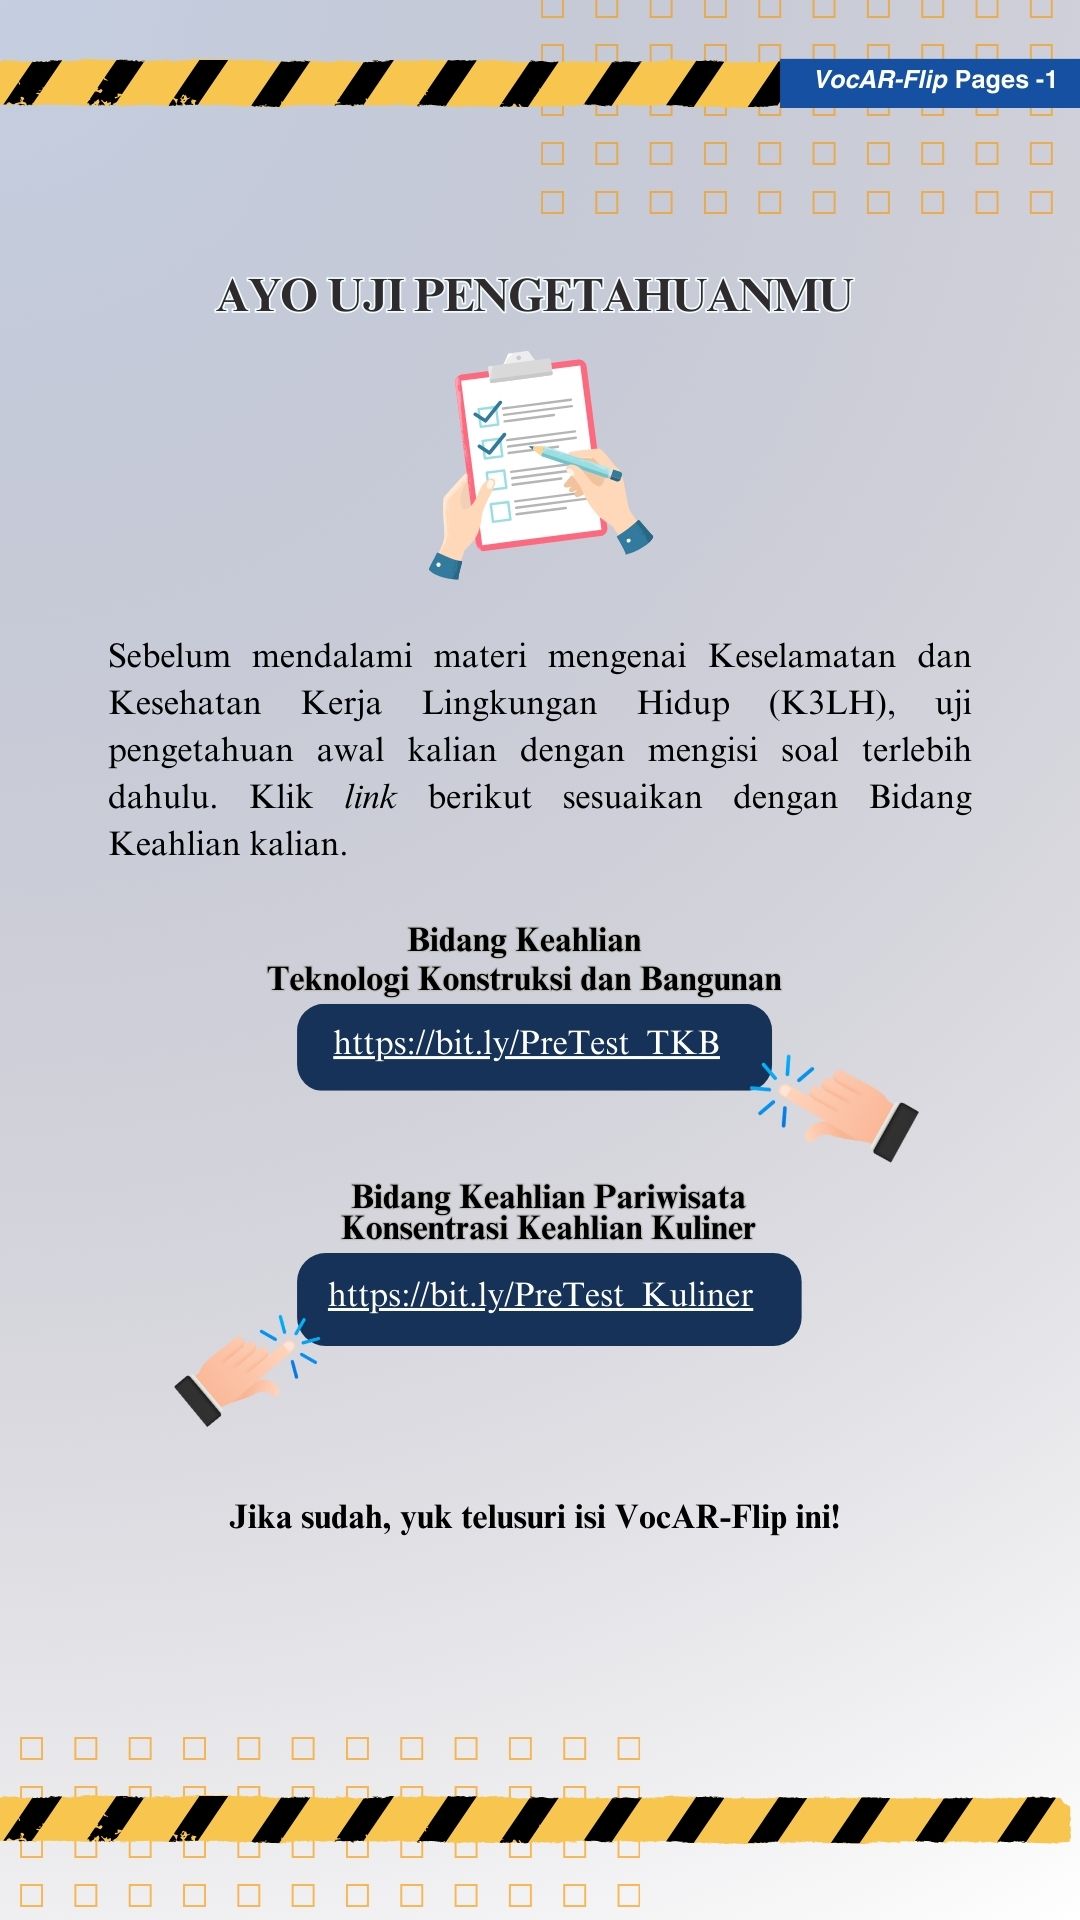 VocAR-Flip Pages -1
AYO UJI PENGETAHUANMU
Sebelum mendalami materi mengenai Keselamatan dan
Kesehatan Kerja Lingkungan Hidup (K3LH), uji
pengetahuan awal kalian dengan mengisi soal terlebih
dahulu. Klik link berikut sesuaikan dengan Bidang
Keahlian kalian.
Bidang Keahlian
Teknologi Konstruksi dan Bangunan
https://bit.ly/PreTest_TKB
Bidang Keahlian Pariwisata
Konsentrasi Keahlian Kuliner
https://bit.ly/PreTest_Kuliner
Jika sudah, yuk telusuri isi VocAR-Flip ini!